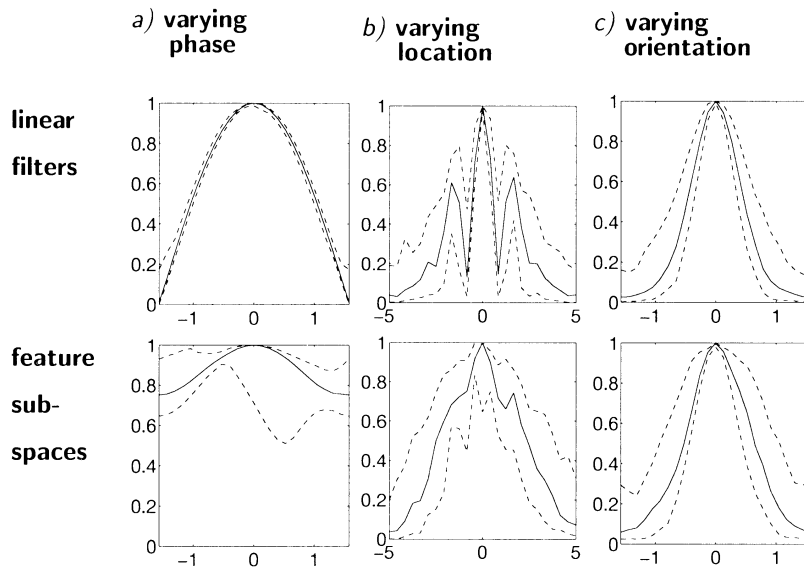 a) varying
phase
b) varying
location
c) varying
orientation
linear
filters
1
0.8
0.6
0.4
0.2
0
−1 0 1
1
0.8
0.6
0.4
0.2
0
−5 0 5
1
0.8
0.6
0.4
0.2
0
−1 0 1
feature
sub-
spaces
1
0.8
0.6
0.4
0.2
0
−1 0 1
1
0.8
0.6
0.4
0.2
0
−5 0 5
1
0.8
0.6
0.4
0.2
0
−1 0 1